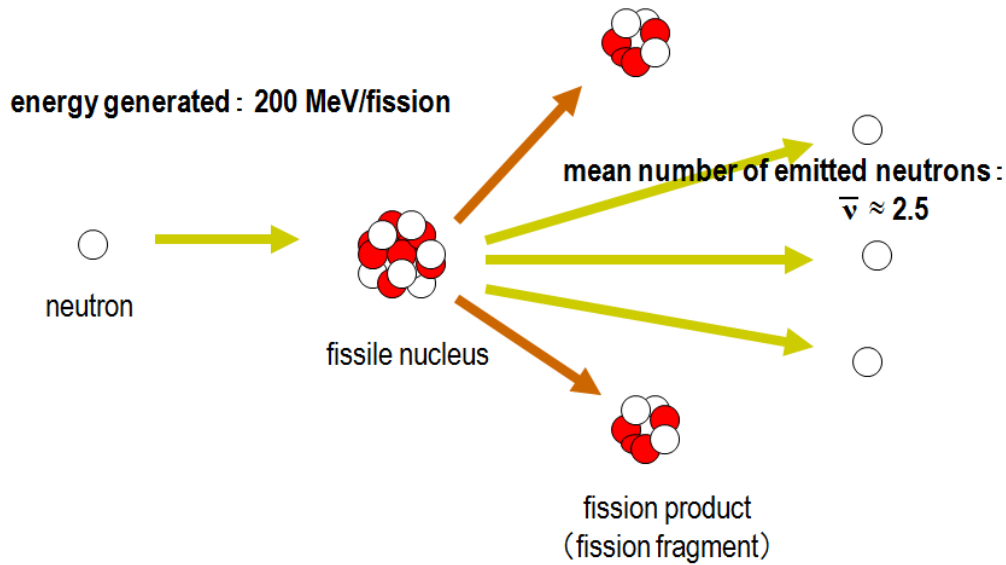 energy generated： 200 MeV/fission
mean number of emitted neutrons：
ν̅ ≈ 2.5
neutron
fissile nucleus
fission product
（fission fragment）